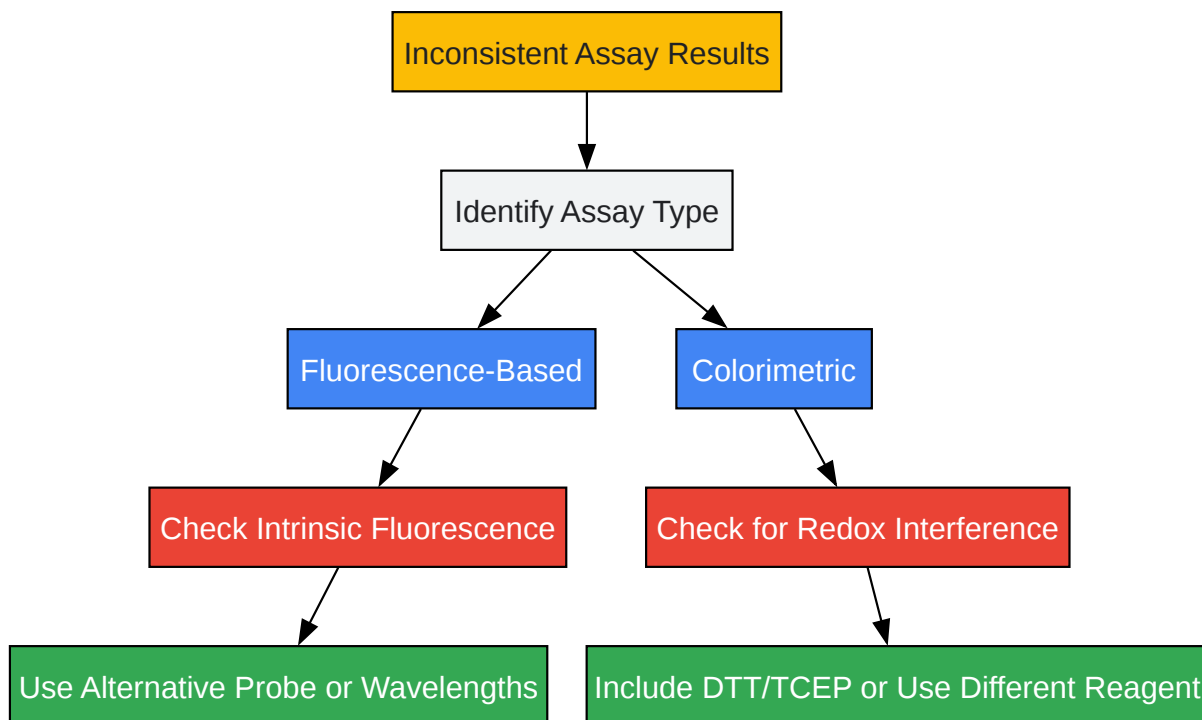 Inconsistent Assay Results
Identify Assay Type
Fluorescence-Based
Colorimetric
Check Intrinsic Fluorescence
Check for Redox Interference
Use Alternative Probe or Wavelengths
Include DTT/TCEP or Use Different Reagent